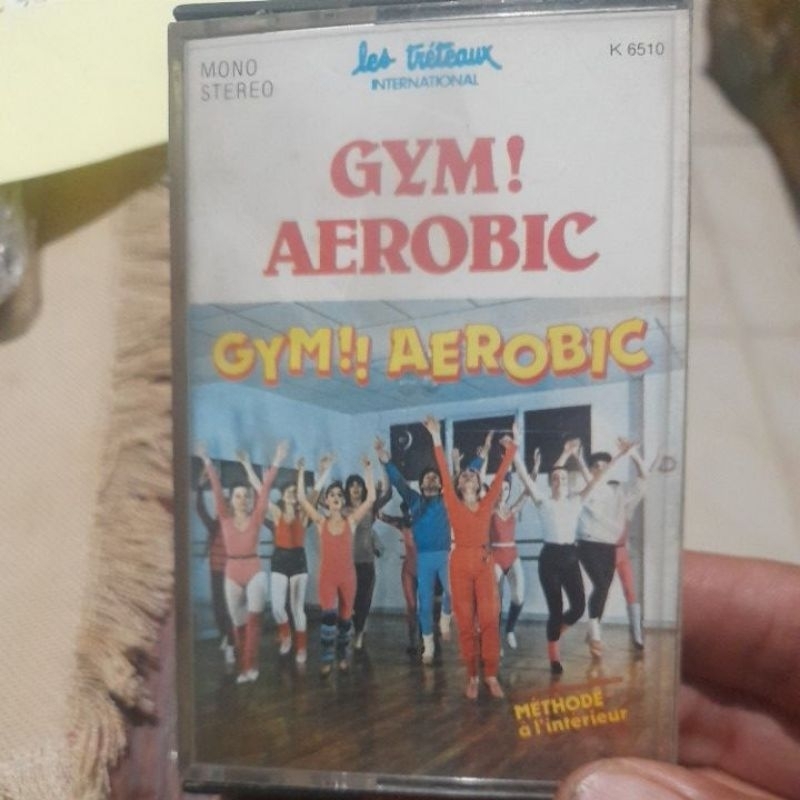 MONO
STEREO
les tréteaux
INTERNATIONAL
K 6510
GYM!
AEROBIC
GYM!! AEROBIC
MÉTHODE
à l'intérieur